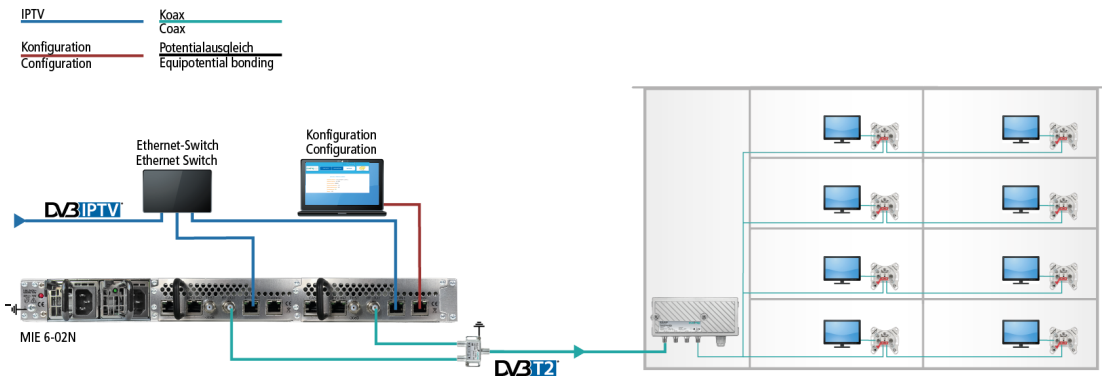 IPTV
Koax
Coax
Konfiguration
Configuration
Potentialausgleich
Equipotential bonding
Ethernet-Switch
Ethernet Switch
Konfiguration
Configuration
DVB IPTV
MIE 6-02N
DVB T2